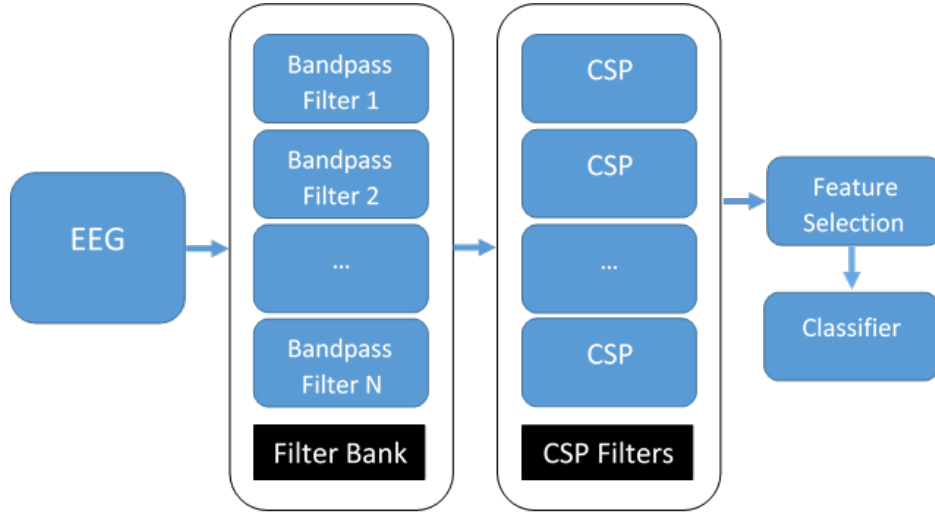 EEG
Bandpass
Filter 1
Bandpass
Filter 2
...
Bandpass
Filter N
Filter Bank
CSP
CSP
...
CSP
CSP Filters
Feature
Selection
Classifier